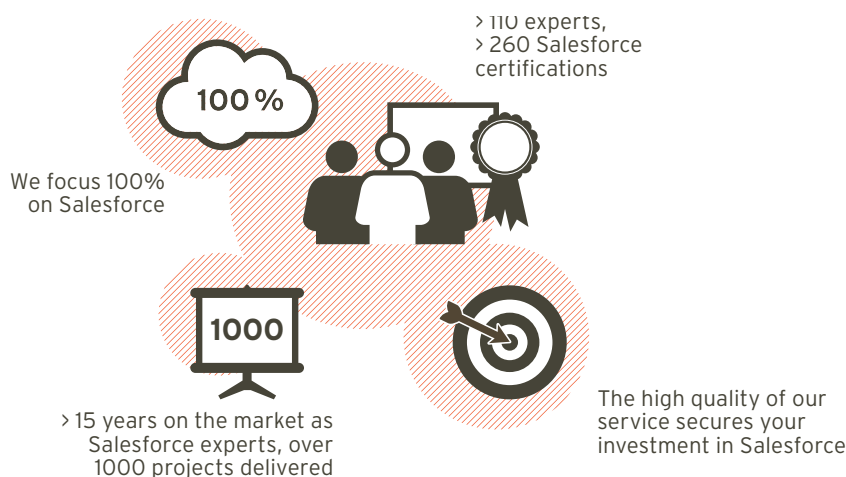 > 110 experts,
> 260 Salesforce
certifications
100 %
We focus 100%
on Salesforce
1000
> 15 years on the market as
Salesforce experts, over
1000 projects delivered
The high quality of our
service secures your
investment in Salesforce